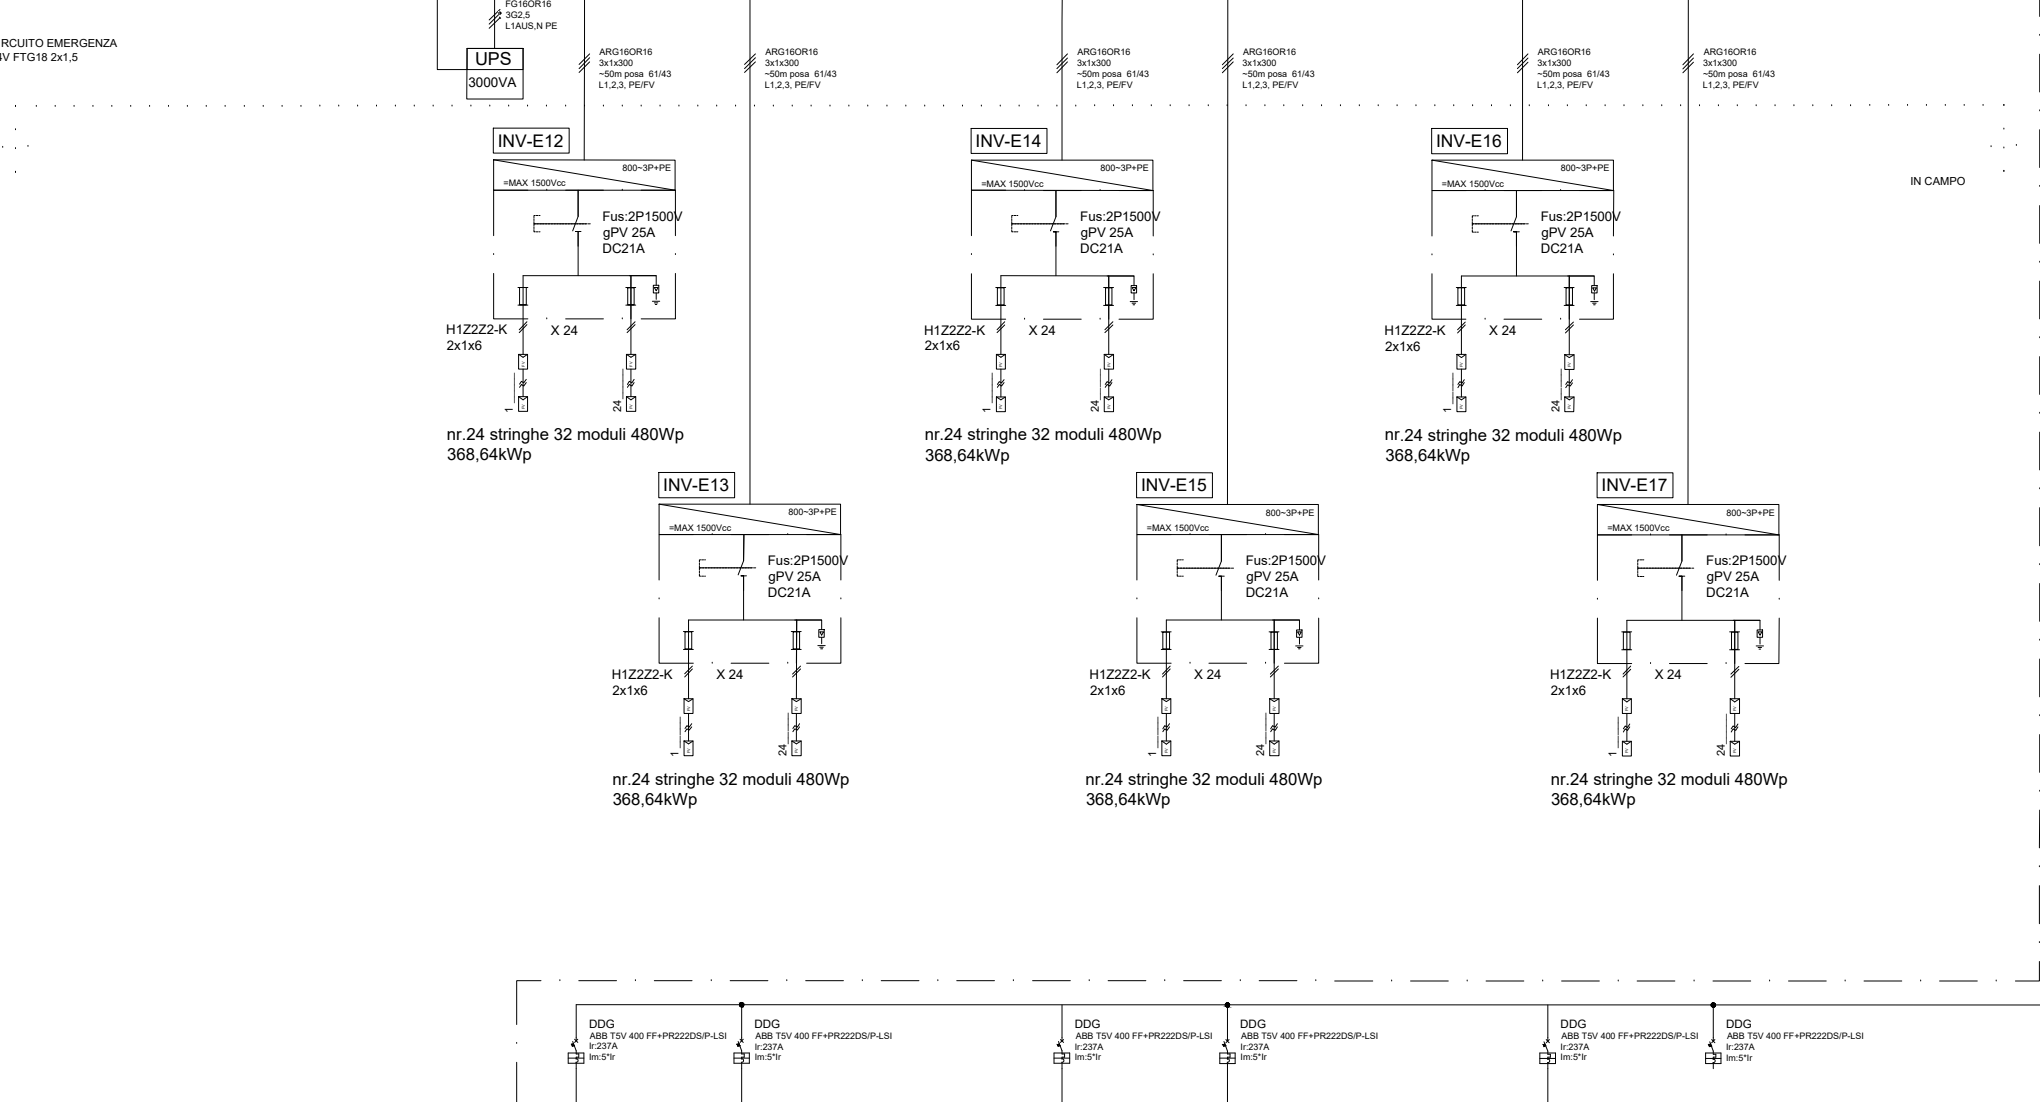 FG16OR16
3G2,5
L1AUS,N PE
RCUITO EMERGENZA
4V FTG18 2x1,5
UPS
3000VA
ARG16OR16
3x1x300
~50m posa 61/43
L1,2,3, PE/FV
ARG16OR16
3x1x300
~50m posa 61/43
L1,2,3, PE/FV
ARG16OR16
3x1x300
~50m posa 61/43
L1,2,3, PE/FV
ARG16OR16
3x1x300
~50m posa 61/43
L1,2,3, PE/FV
ARG16OR16
3x1x300
~50m posa 61/43
L1,2,3, PE/FV
ARG16OR16
3x1x300
~50m posa 61/43
L1,2,3, PE/FV
IN CAMPO
INV-E12
800~3P+PE
=MAX 1500Vcc
Fus:2P1500V
gPV 25A
DC21A
H1Z2Z2-K
2x1x6
X 24
1
24
nr.24 stringhe 32 moduli 480Wp
368,64kWp
INV-E14
800~3P+PE
=MAX 1500Vcc
Fus:2P1500V
gPV 25A
DC21A
H1Z2Z2-K
2x1x6
X 24
1
24
nr.24 stringhe 32 moduli 480Wp
368,64kWp
INV-E16
800~3P+PE
=MAX 1500Vcc
Fus:2P1500V
gPV 25A
DC21A
H1Z2Z2-K
2x1x6
X 24
1
24
nr.24 stringhe 32 moduli 480Wp
368,64kWp
INV-E13
800~3P+PE
=MAX 1500Vcc
Fus:2P1500V
gPV 25A
DC21A
H1Z2Z2-K
2x1x6
X 24
1
24
nr.24 stringhe 32 moduli 480Wp
368,64kWp
INV-E15
800~3P+PE
=MAX 1500Vcc
Fus:2P1500V
gPV 25A
DC21A
H1Z2Z2-K
2x1x6
X 24
1
24
nr.24 stringhe 32 moduli 480Wp
368,64kWp
INV-E17
800~3P+PE
=MAX 1500Vcc
Fus:2P1500V
gPV 25A
DC21A
H1Z2Z2-K
2x1x6
X 24
1
24
nr.24 stringhe 32 moduli 480Wp
368,64kWp
DDG
ABB T5V 400 FF+PR222DS/P-LSI
Ir:237A
Im:5*Ir
DDG
ABB T5V 400 FF+PR222DS/P-LSI
Ir:237A
Im:5*Ir
DDG
ABB T5V 400 FF+PR222DS/P-LSI
Ir:237A
Im:5*Ir
DDG
ABB T5V 400 FF+PR222DS/P-LSI
Ir:237A
Im:5*Ir
DDG
ABB T5V 400 FF+PR222DS/P-LSI
Ir:237A
Im:5*Ir
DDG
ABB T5V 400 FF+PR222DS/P-LSI
Ir:237A
Im:5*Ir